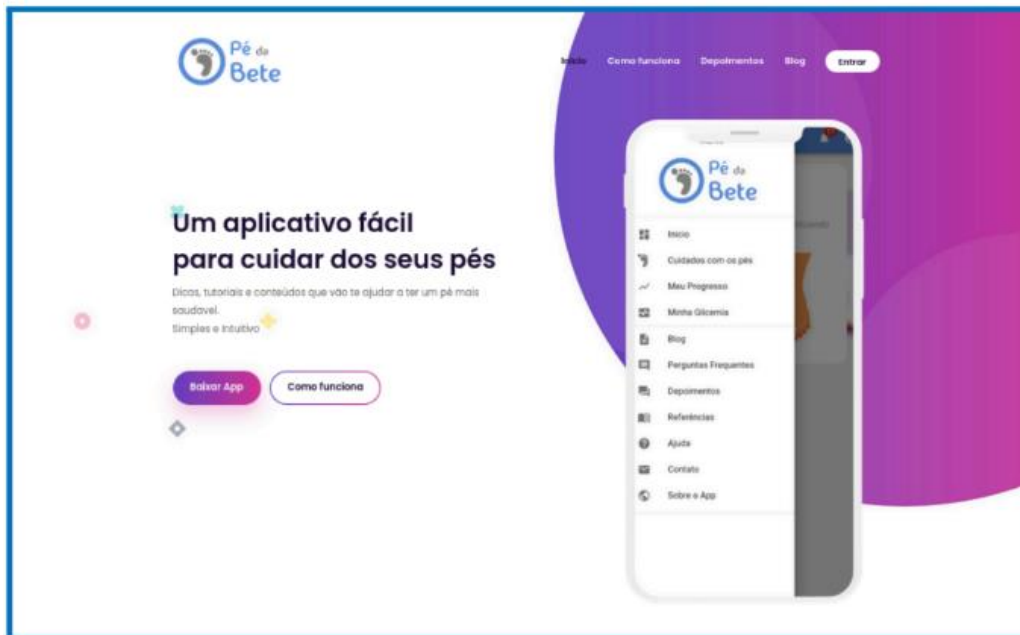 Pé da
Bete
Início Como funciona Depoimentos Blog Entrar
Um aplicativo fácil
para cuidar dos seus pés
Dicas, tutoriais e conteúdos que vão te ajudar a ter um pé mais
saudavel.
Simples e Intuitivo
Baixar App Como funciona
Pé da
Bete
Inicio
Cuidados com os pés
Meu Progresso
Minha Glicemia
Blog
Perguntas Frequentes
Depoimentos
Referências
Ajuda
Contato
Sobre o App